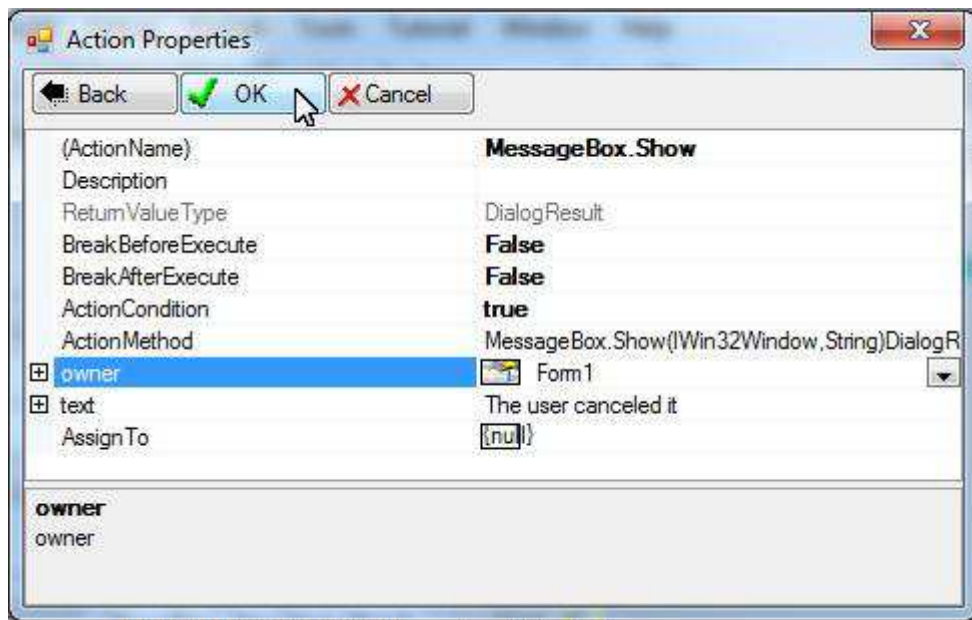 Action Properties
Back OK Cancel
(ActionName) MessageBox.Show
Description
ReturnValueType DialogResult
BreakBeforeExecute False
BreakAfterExecute False
ActionCondition true
ActionMethod MessageBox.Show(IWin32Window,String)DialogR
owner Form1
text The user canceled it
AssignTo {null}
owner
owner